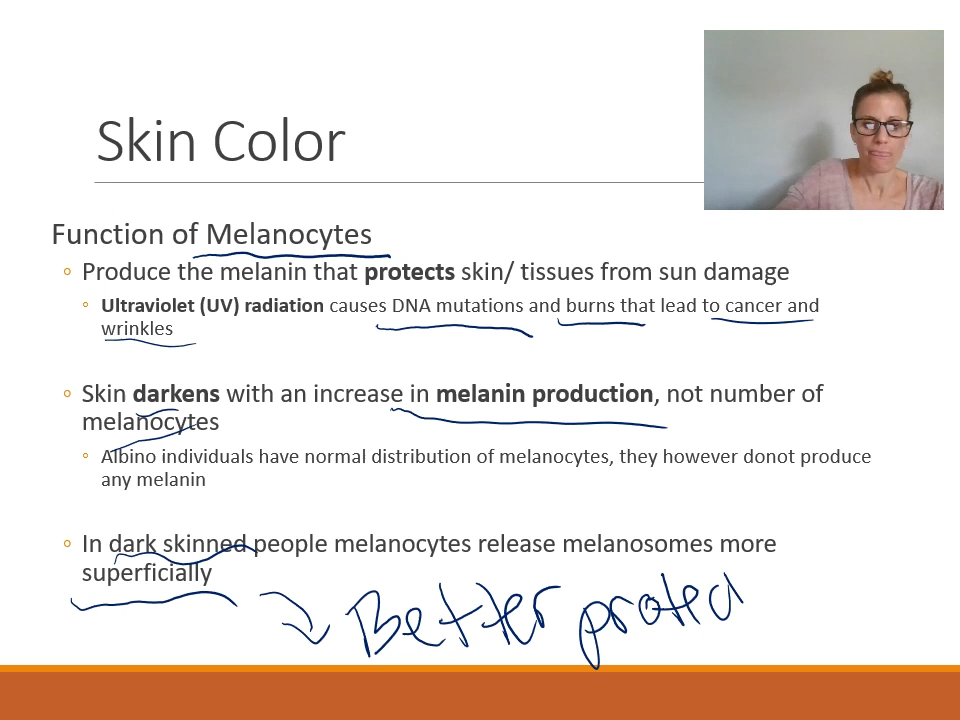 Skin Color
Function of Melanocytes
◦ Produce the melanin that protects skin/ tissues from sun damage
◦ Ultraviolet (UV) radiation causes DNA mutations and burns that lead to cancer and
wrinkles
◦ Skin darkens with an increase in melanin production, not number of
melanocytes
◦ Albino individuals have normal distribution of melanocytes, they however donot produce
any melanin
◦ In dark skinned people melanocytes release melanosomes more
superficially
Better protec